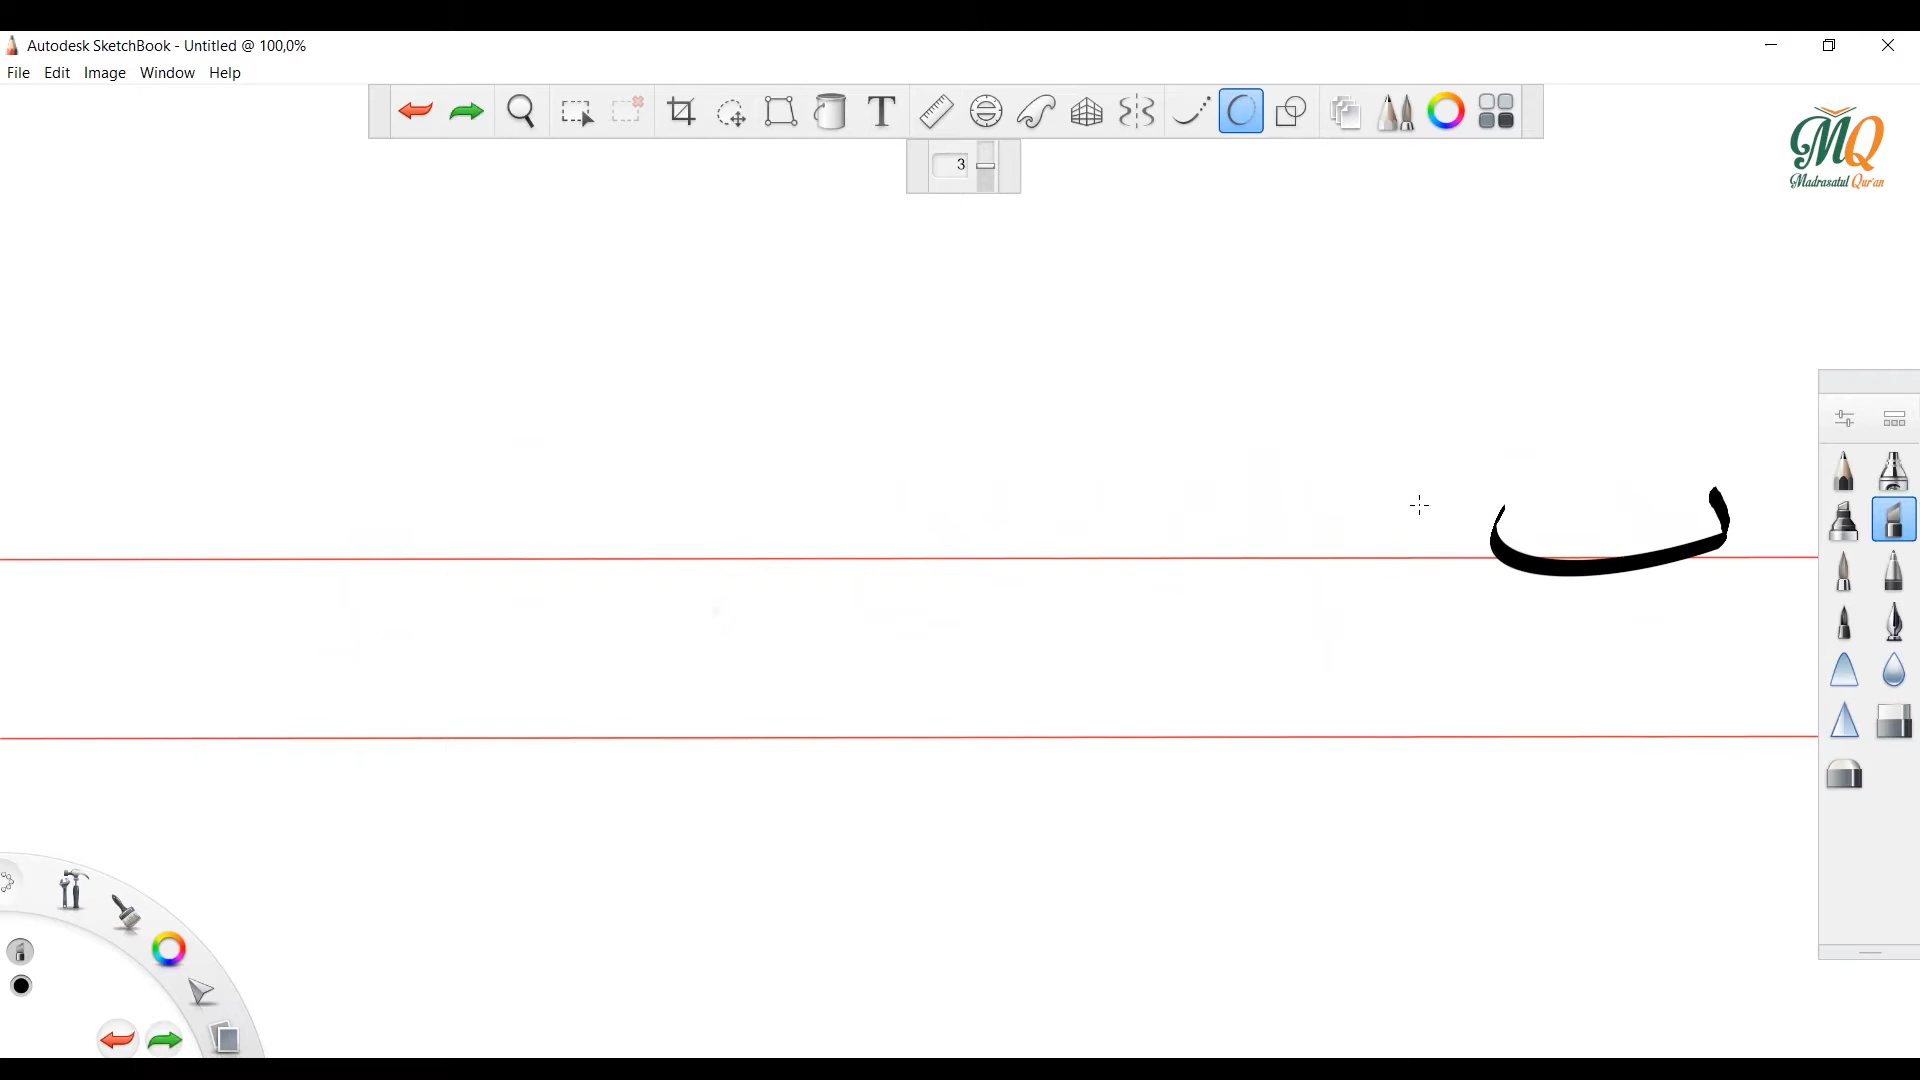 Autodesk SketchBook - Untitled @ 100,0%
File Edit Image Window Help
T
3
MQ
Madrasatul Qur'an